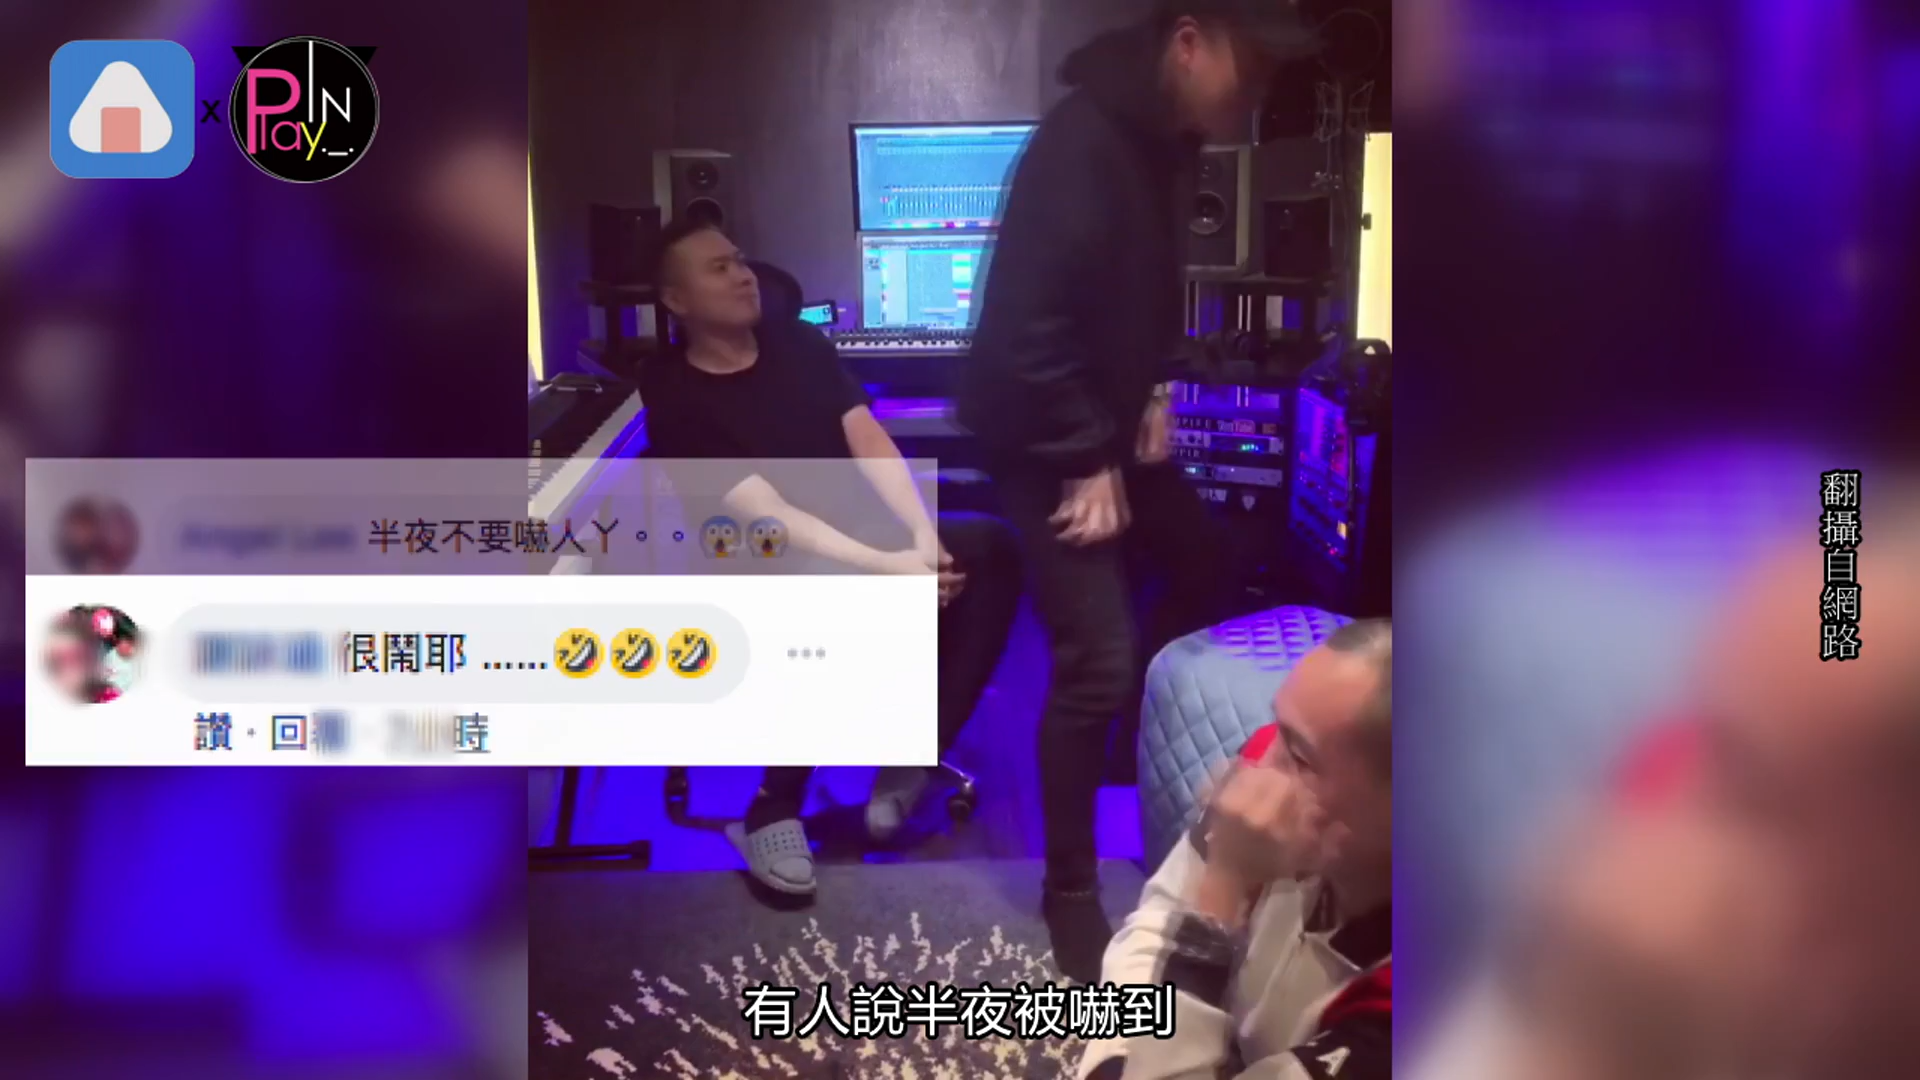 x
Play IN
半夜不要嚇人丫。。😱😱
很鬧耶 ......🤣🤣🤣
讚·回 時
翻攝自網路
有人說半夜被嚇到